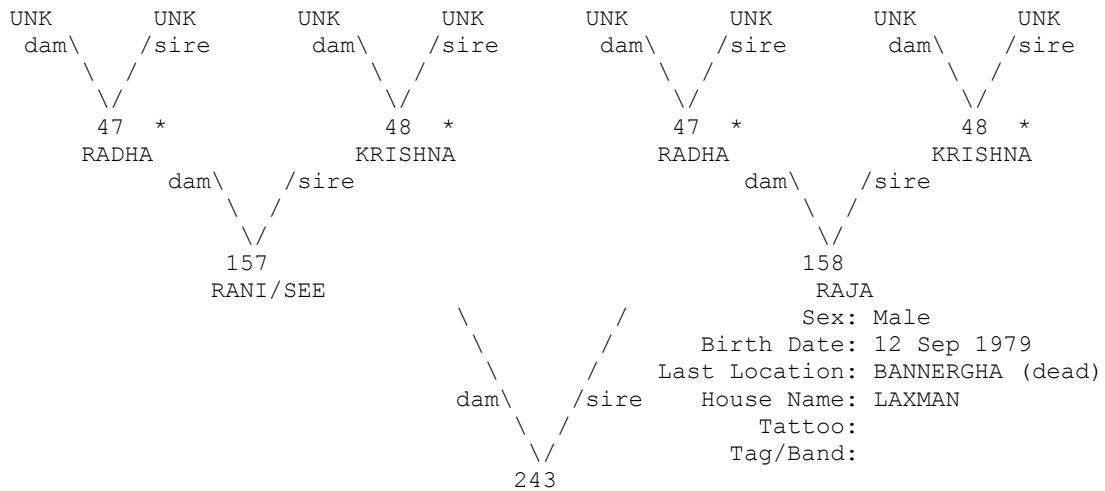 UNK UNK UNK UNK UNK UNK UNK UNK
dam\ /sire dam\ /sire dam\ /sire dam\ /sire
\ / \ / \ / \ /
\/ \/ \/ \/
47 * 48 * 47 * 48 *
RADHA KRISHNA RADHA KRISHNA
dam\ /sire dam\ /sire
\ / \ /
\/ \/
157 158
RANI/SEE RAJA
\ / Sex: Male
\ / Birth Date: 12 Sep 1979
\ / Last Location: BANNERGHA (dead)
dam\ /sire House Name: LAXMAN
\ / Tattoo:
\/ Tag/Band:
243